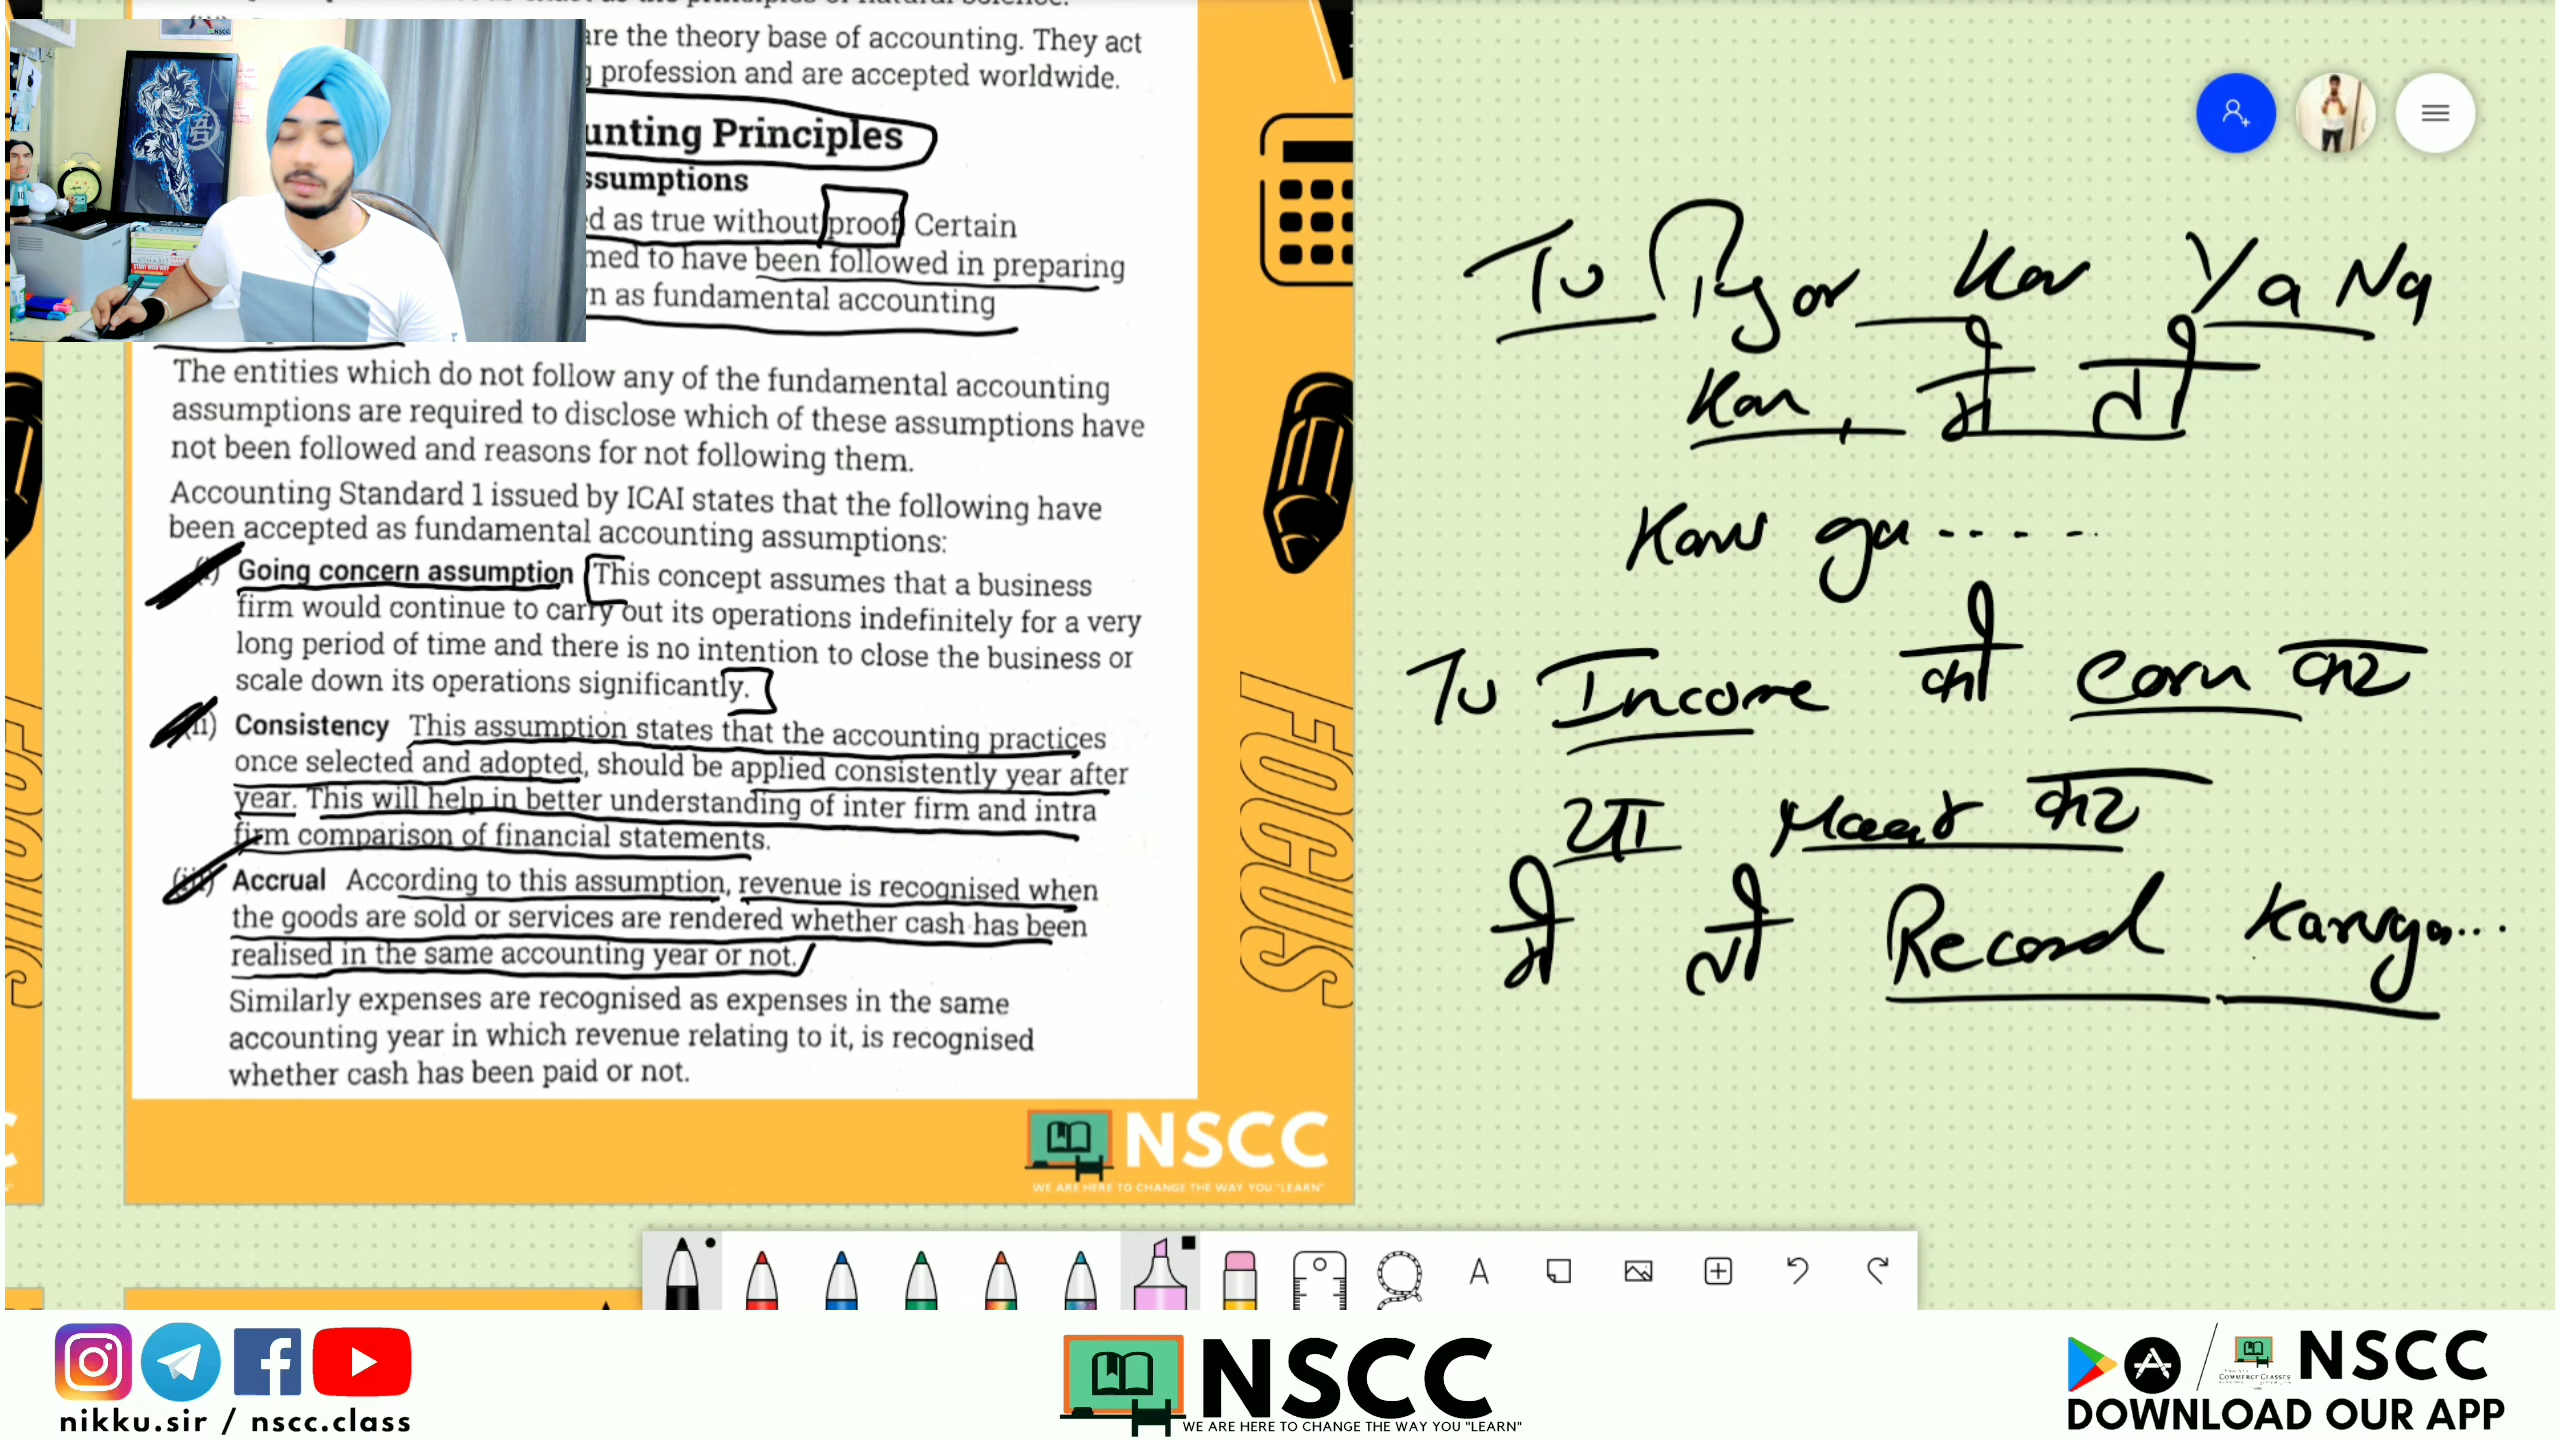 are the theory base of accounting. They act
profession and are accepted worldwide.
unting Principles
ssumptions
d as true without proof Certain
med to have been followed in preparing
n as fundamental accounting
The entities which do not follow any of the fundamental accounting
assumptions are required to disclose which of these assumptions have
not been followed and reasons for not following them.
Accounting Standard 1 issued by ICAI states that the following have
been accepted as fundamental accounting assumptions:
(i) Going concern assumption This concept assumes that a business
firm would continue to carry out its operations indefinitely for a very
long period of time and there is no intention to close the business or
scale down its operations significantly.
(ii) Consistency This assumption states that the accounting practices
once selected and adopted, should be applied consistently year after
year. This will help in better understanding of inter firm and intra
firm comparison of financial statements.
(iii) Accrual According to this assumption, revenue is recognised when
the goods are sold or services are rendered whether cash has been
realised in the same accounting year or not.
Similarly expenses are recognised as expenses in the same
accounting year in which revenue relating to it, is recognised
whether cash has been paid or not.
NSCC
WE ARE HERE TO CHANGE THE WAY YOU "LEARN"
FOCUS
Tu Pyar Kar Ya Na
Kar, मैं तो
Karu ga ......
Tu Income को Earn कर
या कर
मैं तो Record Karuga...
A
nikku.sir / nscc.class
NSCC
WE ARE HERE TO CHANGE THE WAY YOU "LEARN"
NSCC
COMMERCE CLASSES
DOWNLOAD OUR APP